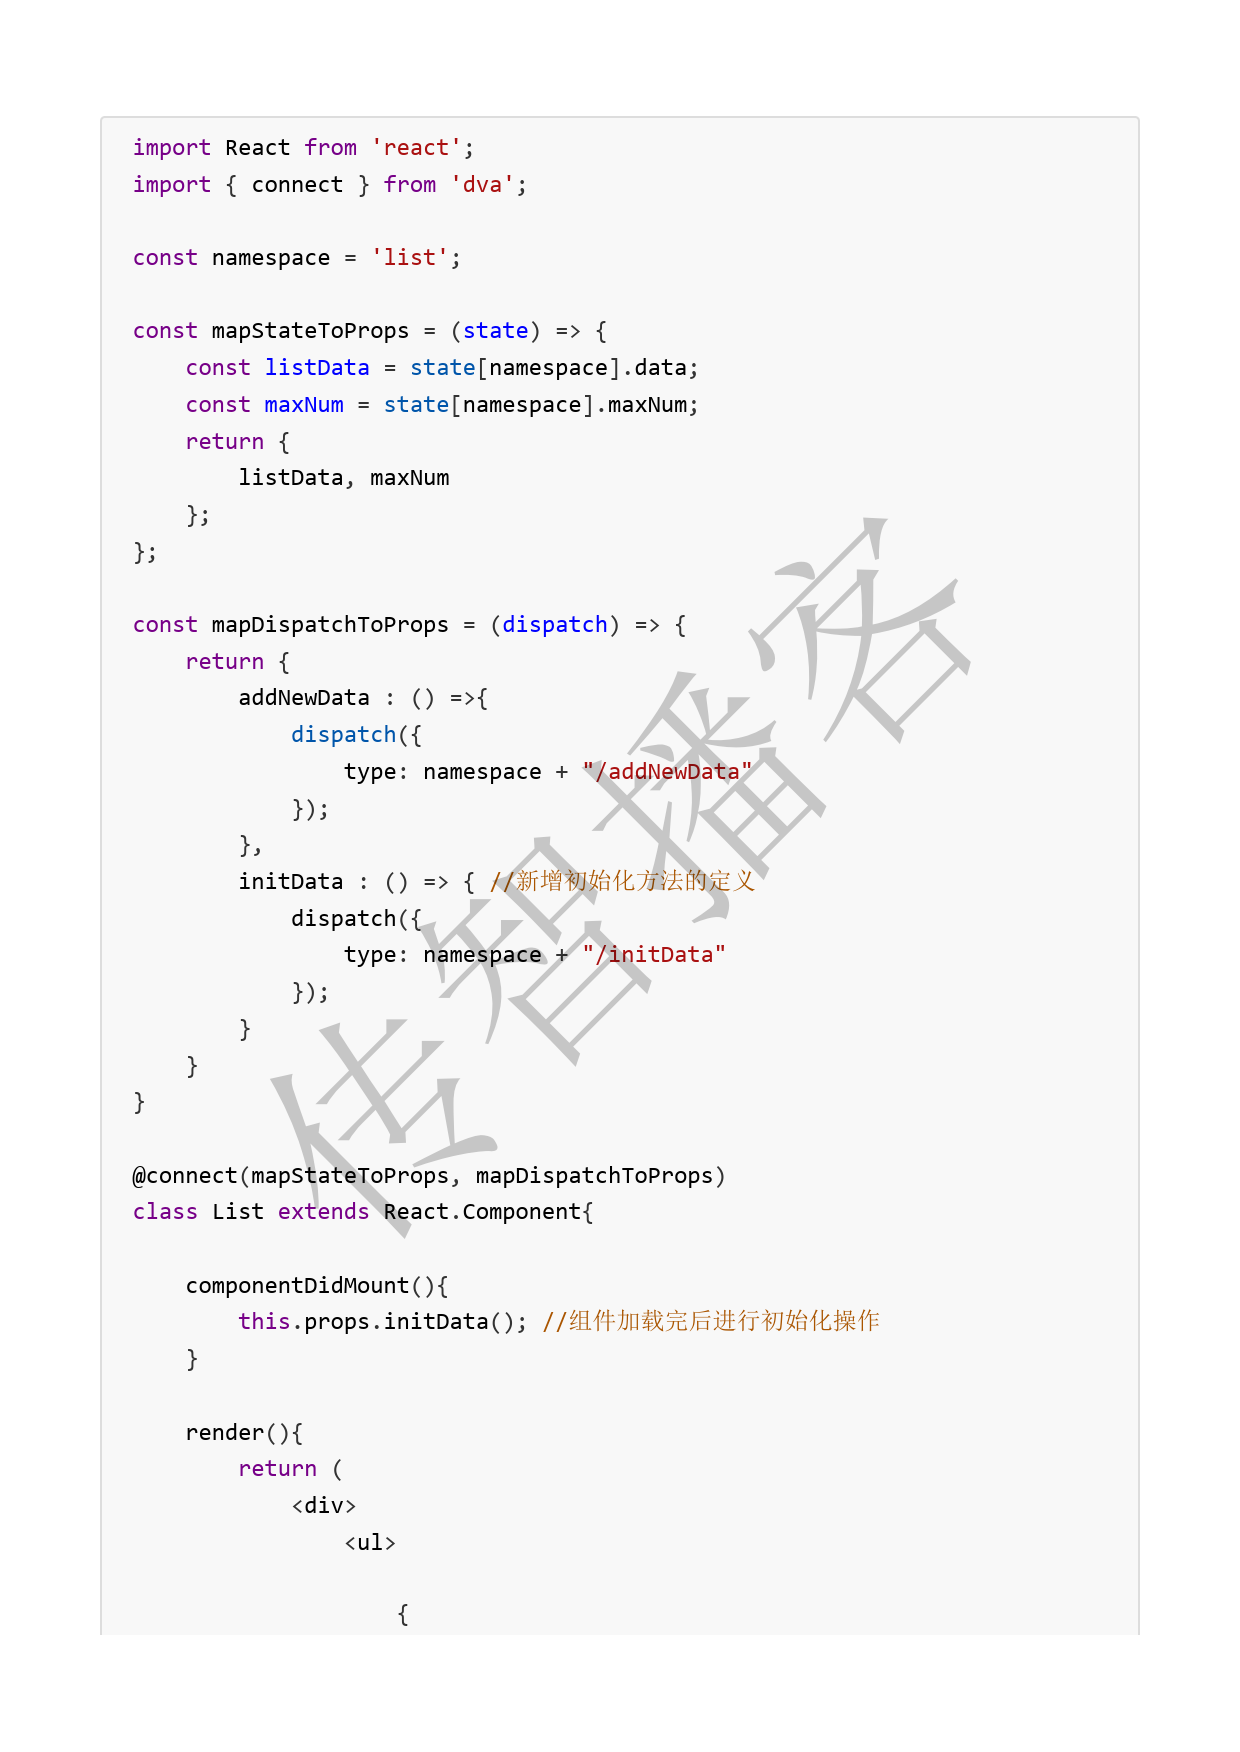 import React from 'react';
import { connect } from 'dva';

const namespace = 'list';

const mapStateToProps = (state) => {
    const listData = state[namespace].data;
    const maxNum = state[namespace].maxNum;
    return {
        listData, maxNum
    };
};

const mapDispatchToProps = (dispatch) => {
    return {
        addNewData : () =>{
            dispatch({
                type: namespace + "/addNewData"
            });
        },
        initData : () => { //新增初始化方法的定义
            dispatch({
                type: namespace + "/initData"
            });
        }
    }
}

@connect(mapStateToProps, mapDispatchToProps)
class List extends React.Component{

    componentDidMount(){
        this.props.initData(); //组件加载完后进行初始化操作
    }

    render(){
        return (
            <div>
                <ul>

                    {
传智播客